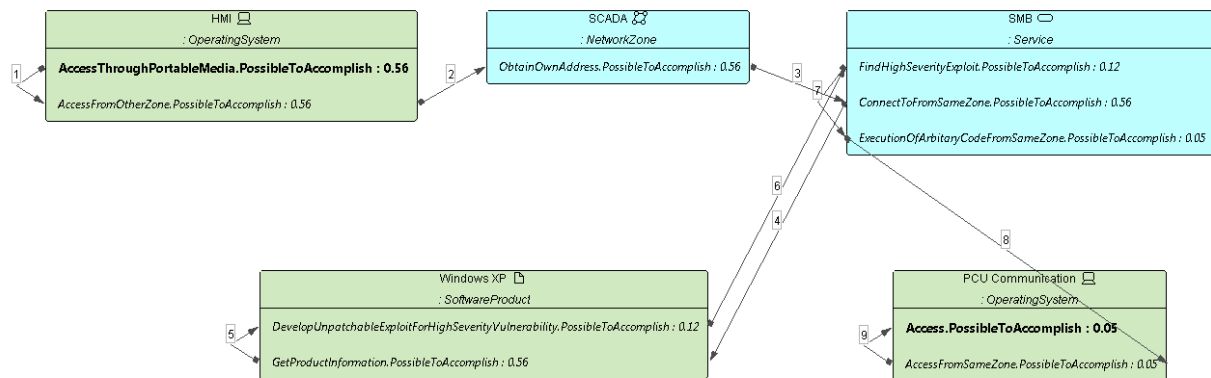 HMI
: OperatingSystem
AccessThroughPortableMedia.PossibleToAccomplish : 0.56
AccessFromOtherZone.PossibleToAccomplish : 0.56
1
2
SCADA
: NetworkZone
ObtainOwnAddress.PossibleToAccomplish : 0.56
3
SMB
: Service
FindHighSeverityExploit.PossibleToAccomplish : 0.12
ConnectToFromSameZone.PossibleToAccomplish : 0.56
ExecutionOfArbitaryCodeFromSameZone.PossibleToAccomplish : 0.05
7
6
4
8
Windows XP
: SoftwareProduct
DevelopUnpatchableExploitForHighSeverityVulnerability.PossibleToAccomplish : 0.12
GetProductInformation.PossibleToAccomplish : 0.56
5
PCU Communication
: OperatingSystem
Access.PossibleToAccomplish : 0.05
AccessFromSameZone.PossibleToAccomplish : 0.05
9